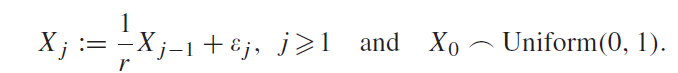 X_j := \frac{1}{r} X_{j-1} + ε_j, j ⩾ 1 and X_0 ⌢ Uniform(0, 1).